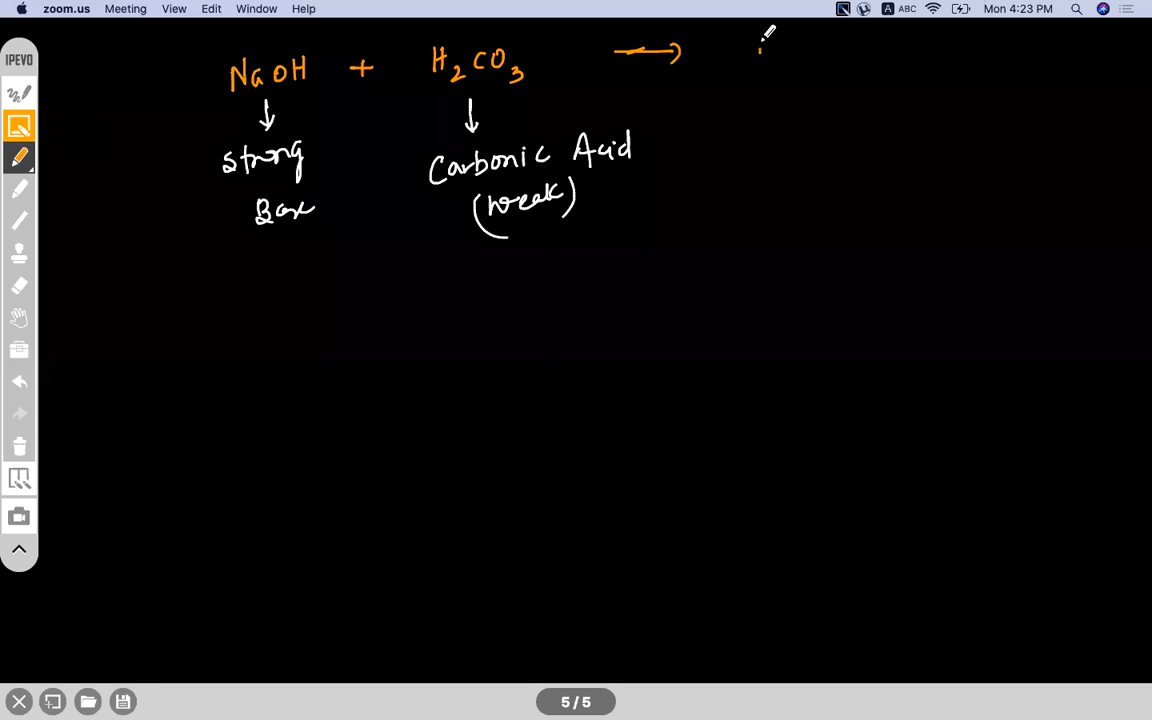 zoom.us Meeting View Edit Window Help A ABC Mon 4:23 PM
IPEVO
NaOH + H₂CO₃ ⟶
↓ ↓
Strong Carbonic Acid
Base (weak)
5 / 5